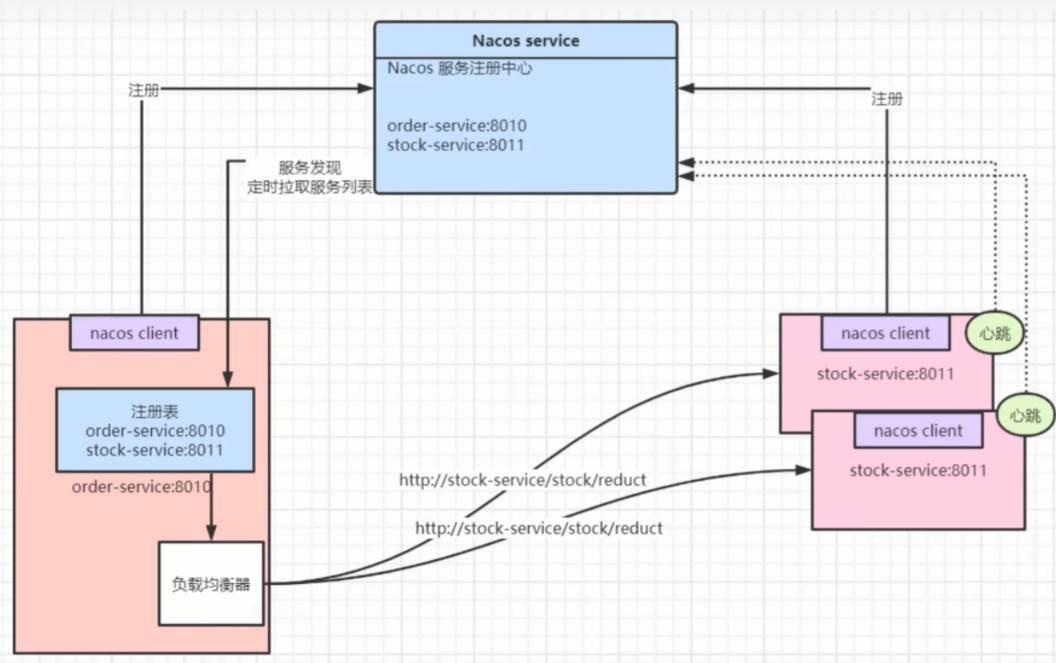 Nacos service
Nacos 服务注册中心
order-service:8010
stock-service:8011
注册
注册
服务发现
定时拉取服务列表
nacos client
注册表
order-service:8010
stock-service:8011
order-service:8010
负载均衡器
http://stock-service/stock/reduct
http://stock-service/stock/reduct
nacos client
心跳
stock-service:8011
nacos client
心跳
stock-service:8011